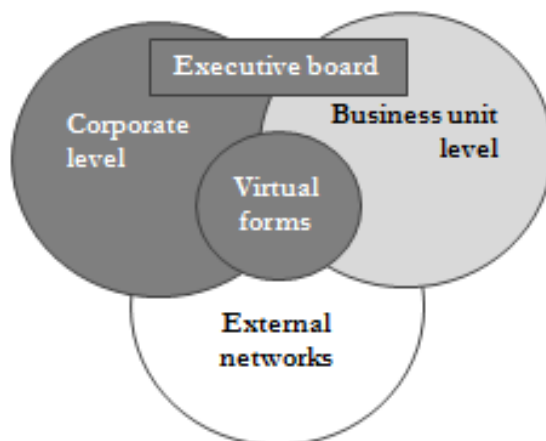 Executive board
Corporate
level
Business unit
level
Virtual
forms
External
networks